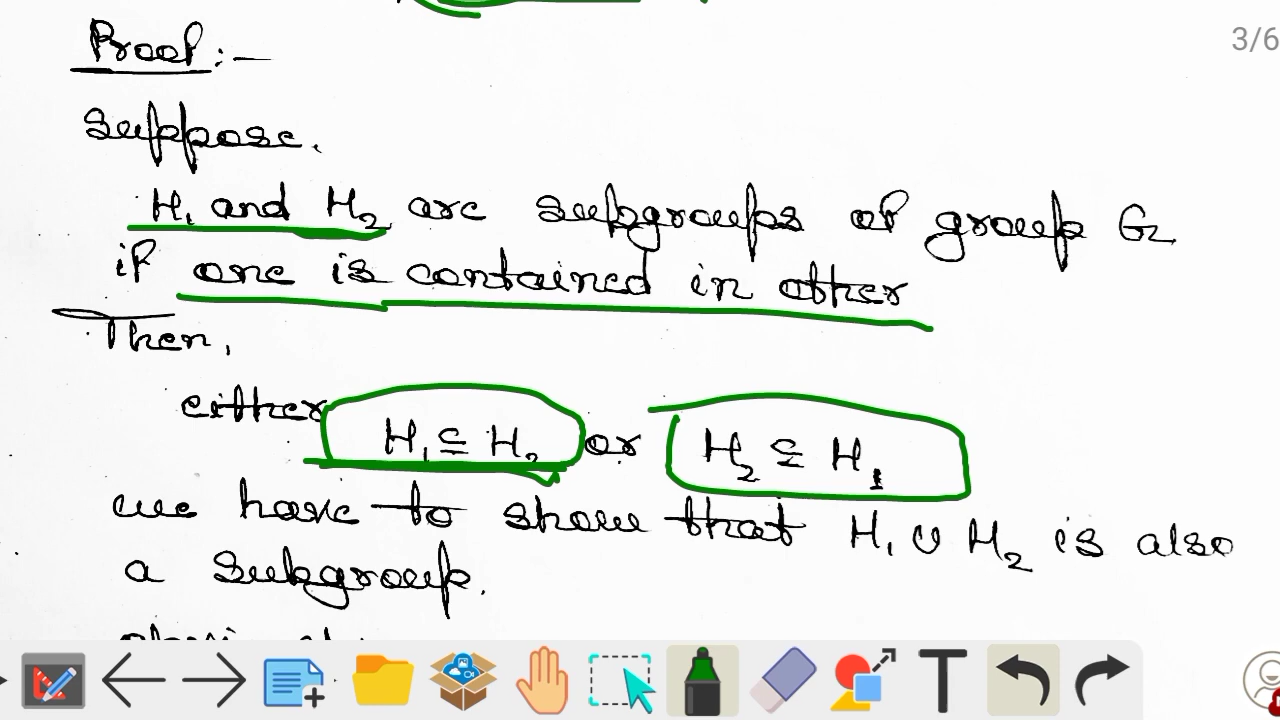 3/6
Proof :-
Suppose.
H₁ and H₂ are subgroups of group G
if one is contained in other
Then,
either H₁ ⊆ H₂ or H₂ ⊆ H₁
we have to show that H₁ ∪ H₂ is also
a subgroup.
T